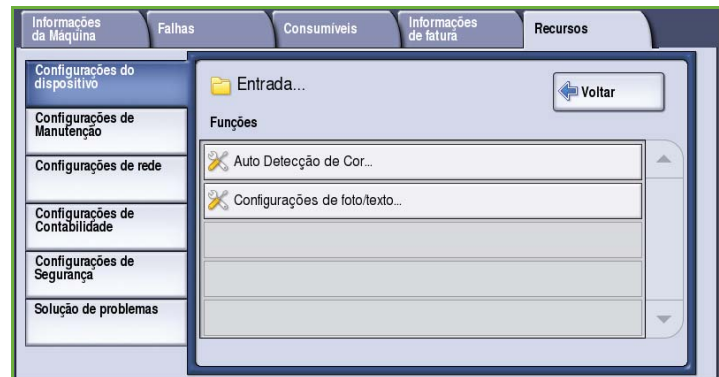 Informações
da Máquina
Falhas
Consumíveis
Informações
de fatura
Recursos
Configurações do
dispositivo
Configurações de
Manutenção
Configurações de rede
Configurações de
Contabilidade
Configurações de
Segurança
Solução de problemas
Entrada...
Voltar
Funções
Auto Detecção de Cor...
Configurações de foto/texto...